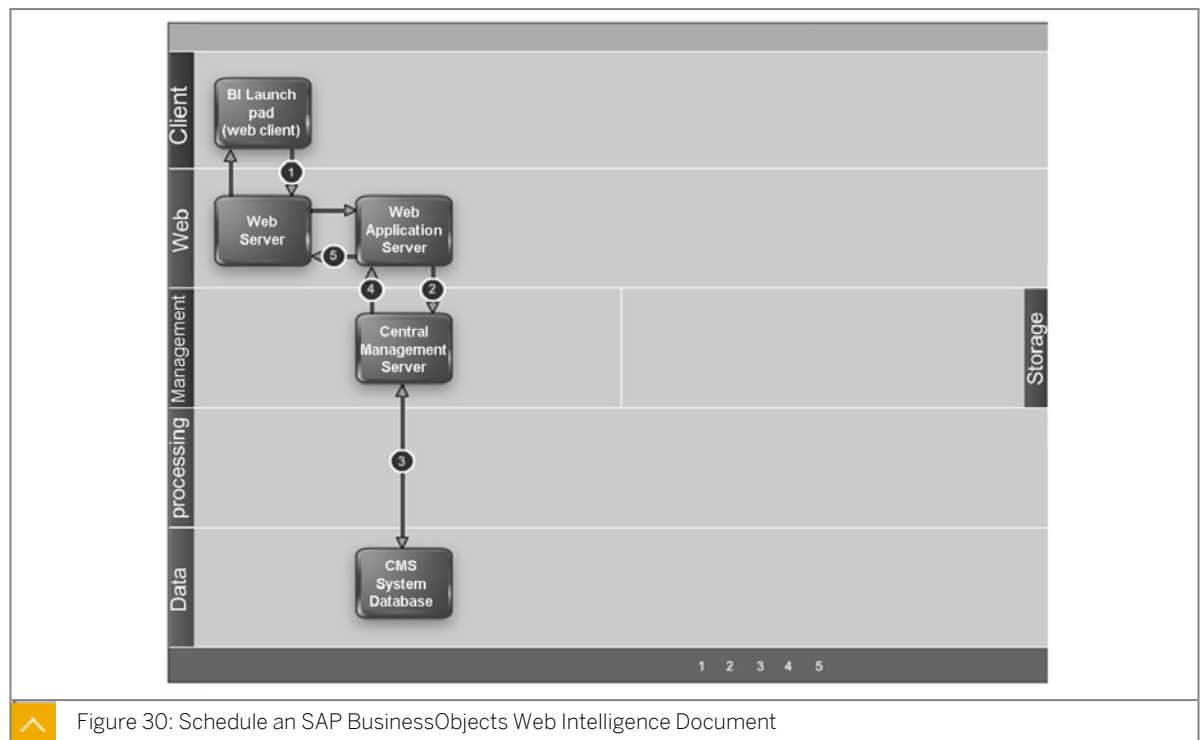 Client
BI Launch
pad
(web client)
1
Web
Web
Server
Web
Application
Server
5
4
2
Management
Central
Management
Server
Storage
processing
3
Data
CMS
System
Database
1 2 3 4 5
Figure 30: Schedule an SAP BusinessObjects Web Intelligence Document